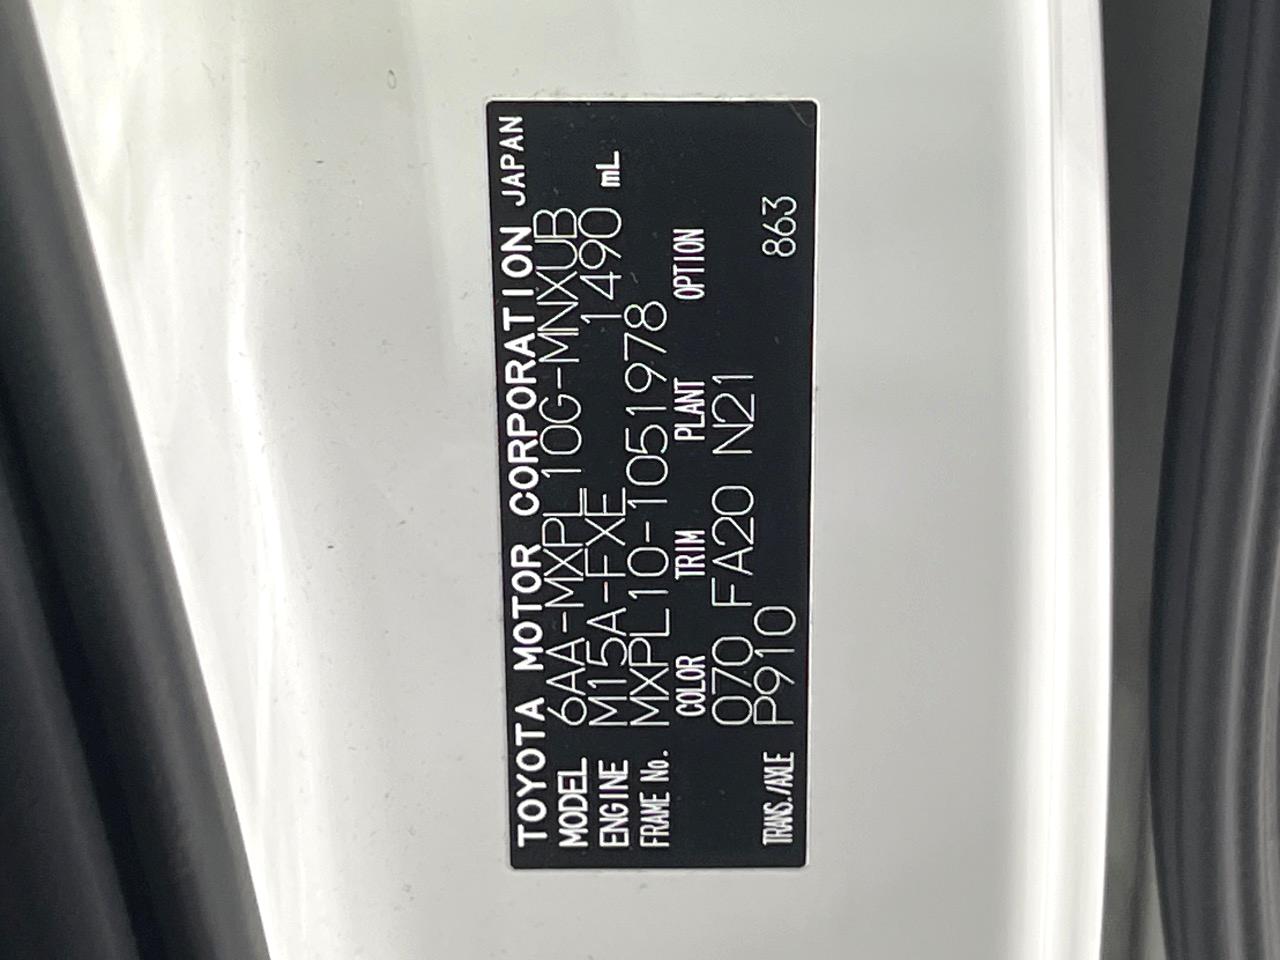 TOYOTA MOTOR CORPORATION JAPAN
MODEL 6AA-MXPL10G-MNXUB
ENGINE M15A-FXE 1490 mL
FRAME No. MXPL10-1051978
COLOR TRIM PLANT OPTION
070 FA20 N21
TRANS./AXLE P910 863